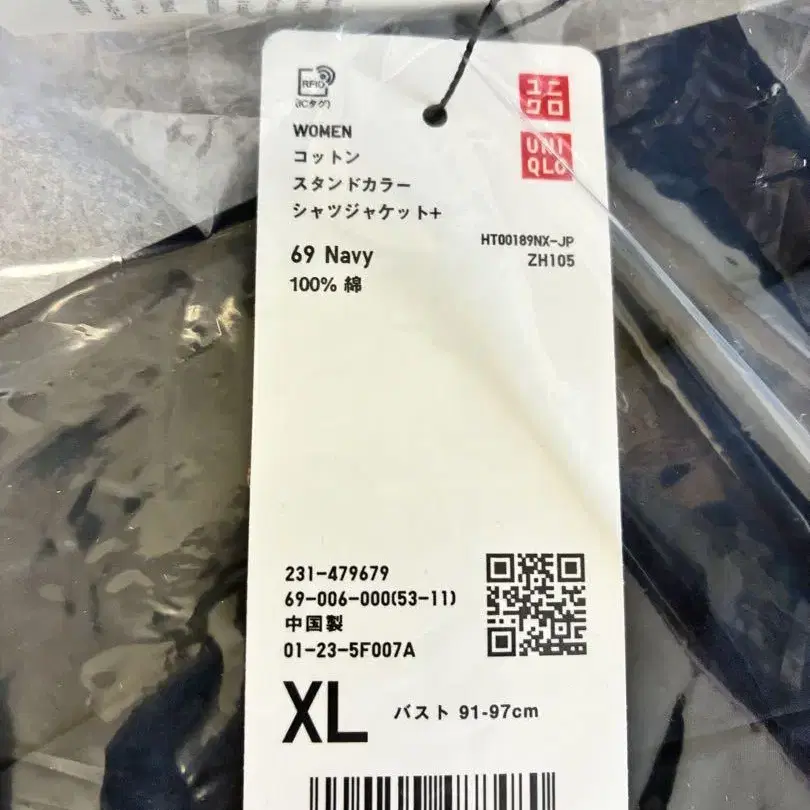 RFID
(ICタグ)
ユニ
クロ
UNI
QLO
WOMEN
コットン
スタンドカラー
シャツジャケット+
69 Navy
100% 綿
HT00189NX-JP
ZH105
231-479679
69-006-000(53-11)
中国製
01-23-5F007A
XL
バスト 91-97cm